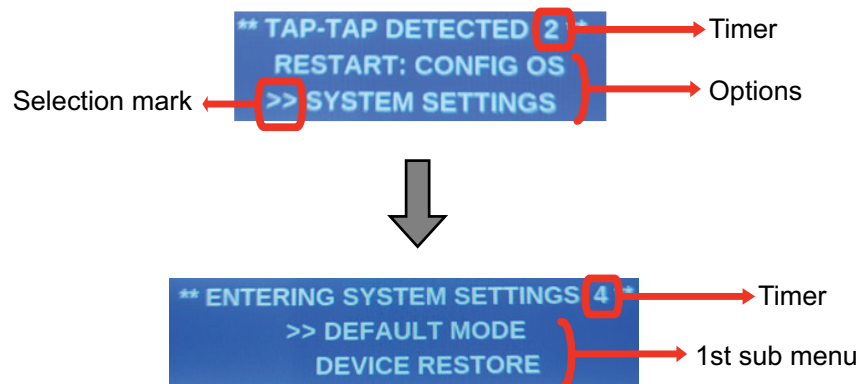 ** TAP-TAP DETECTED 2 **
Timer
RESTART: CONFIG OS
Options
Selection mark
>> SYSTEM SETTINGS
** ENTERING SYSTEM SETTINGS 4 **
Timer
>> DEFAULT MODE
DEVICE RESTORE
1st sub menu